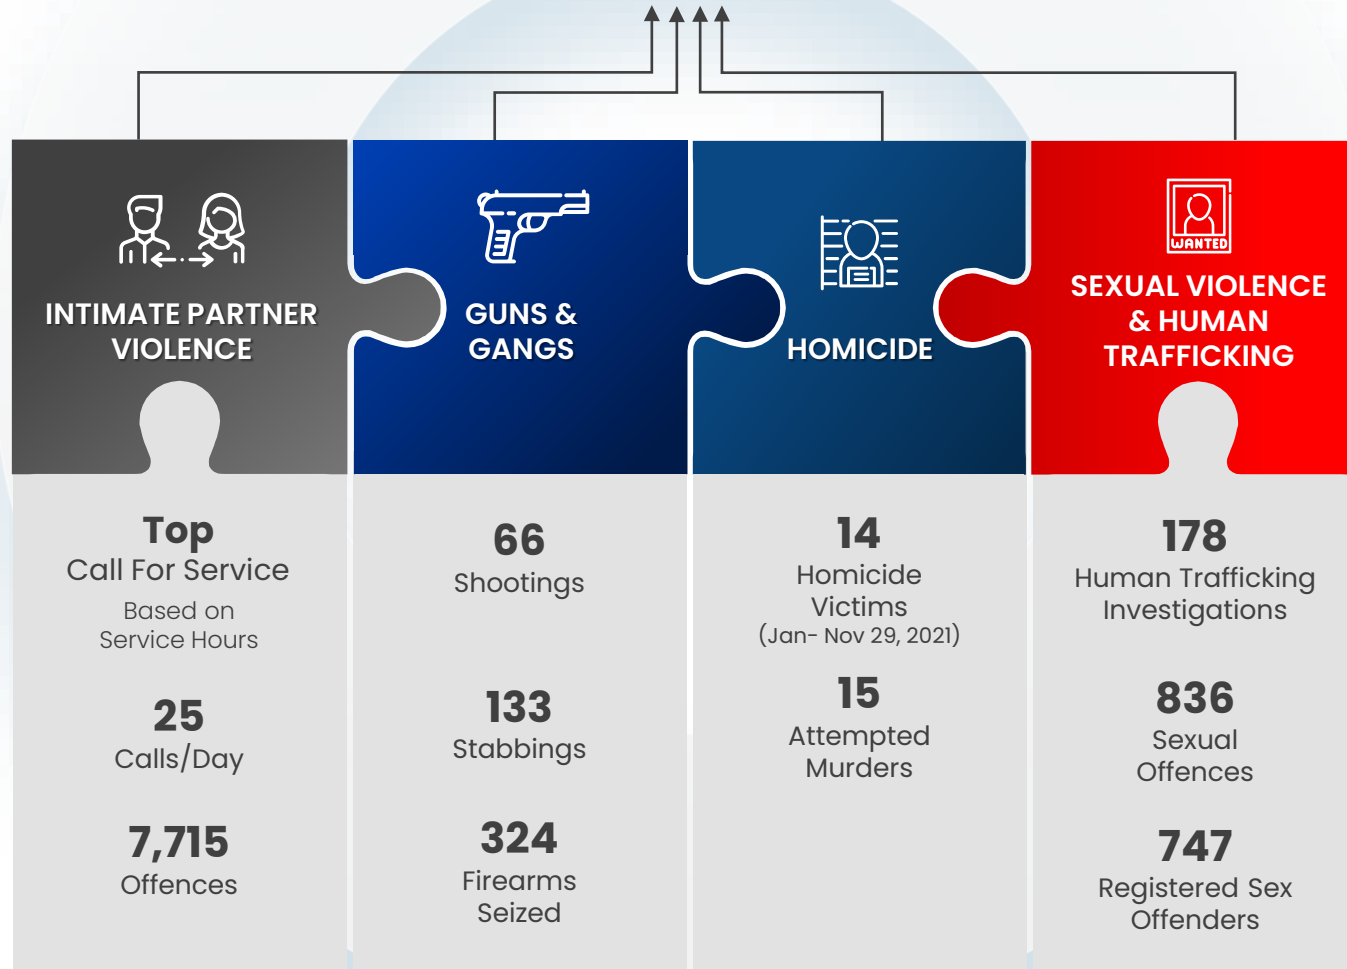 INTIMATE PARTNER
VIOLENCE
Top
Call For Service
Based on
Service Hours
25
Calls/Day
7,715
Offences
GUNS &
GANGS
66
Shootings
133
Stabbings
324
Firearms
Seized
HOMICIDE
14
Homicide
Victims
(Jan- Nov 29, 2021)
15
Attempted
Murders
WANTED
SEXUAL VIOLENCE
& HUMAN
TRAFFICKING
178
Human Trafficking
Investigations
836
Sexual
Offences
747
Registered Sex
Offenders